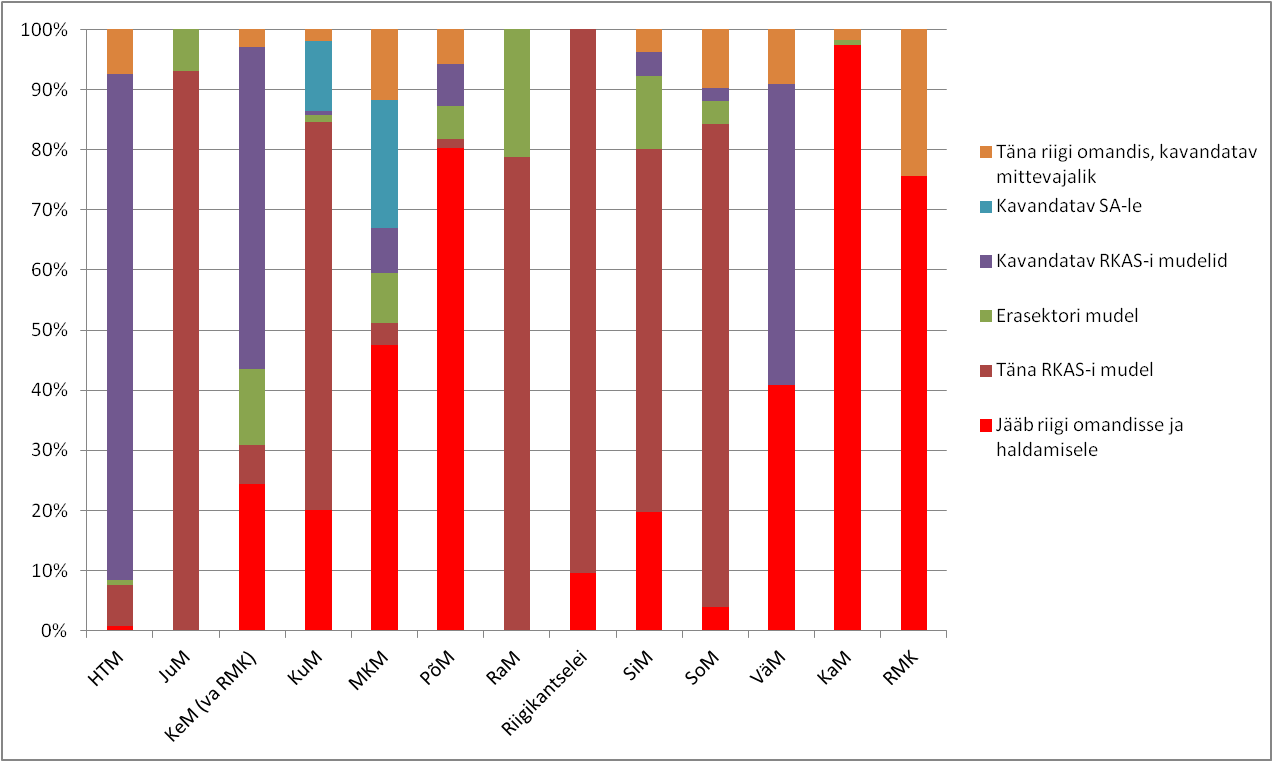 100%
90%
80%
70%
60%
50%
40%
30%
20%
10%
0%
HTM
JuM
KeM (va RMK)
KuM
MKM
PõM
RaM
Riigikantselei
SiM
SoM
VäM
KaM
RMK
Täna riigi omandis, kavandatav
mittevajalik
Kavandatav SA-le
Kavandatav RKAS-i mudelid
Erasektori mudel
Täna RKAS-i mudel
Jääb riigi omandisse ja
haldamisele